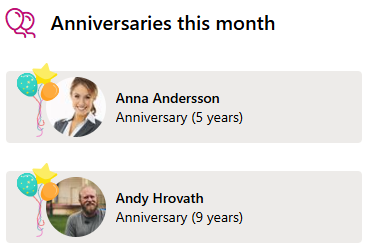 Anniversaries this month
Anna Andersson
Anniversary (5 years)
Andy Hrovath
Anniversary (9 years)